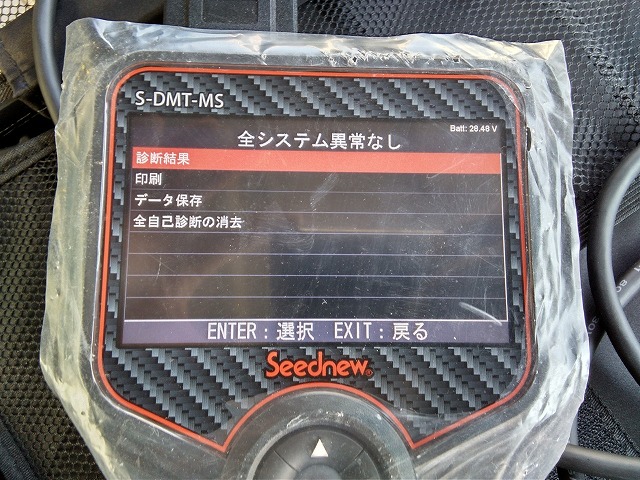 S-DMT-MS
Batt: 28.48 V
全システム異常なし
診断結果
印刷
データ保存
全自己診断の消去
ENTER：選択 EXIT：戻る
Seednew